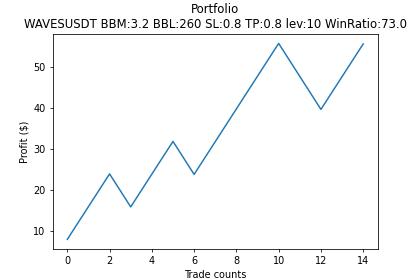 Portfolio
WAVESUSDT BBM:3.2 BBL:260 SL:0.8 TP:0.8 lev:10 WinRatio:73.0
Profit ($)
50
40
30
20
10
0 2 4 6 8 10 12 14
Trade counts